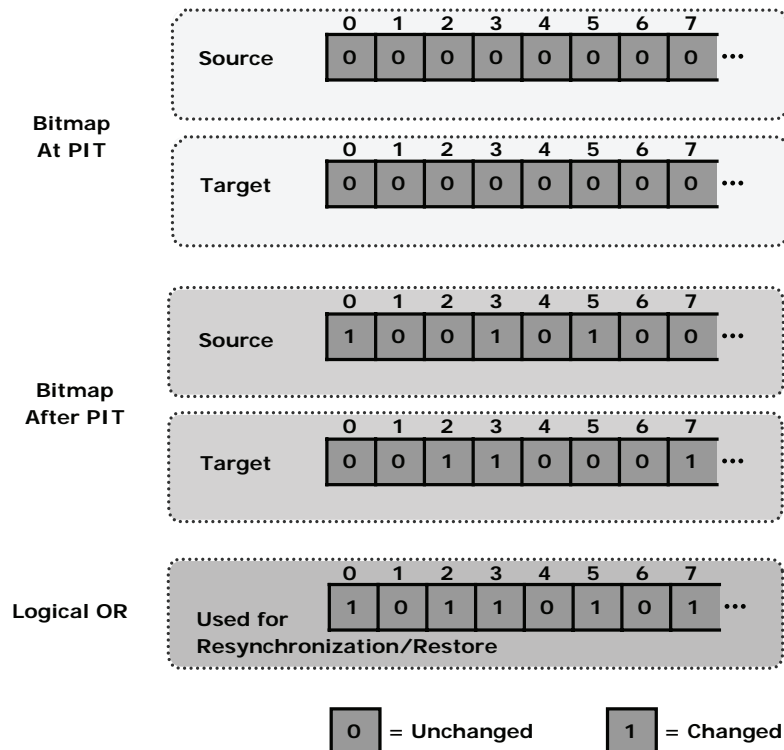 0 1 2 3 4 5 6 7
Source 0 0 0 0 0 0 0 0 ...
Bitmap
At PIT
0 1 2 3 4 5 6 7
Target 0 0 0 0 0 0 0 0 ...
0 1 2 3 4 5 6 7
Source 1 0 0 1 0 1 0 0 ...
Bitmap
After PIT
0 1 2 3 4 5 6 7
Target 0 0 1 1 0 0 0 1 ...
Logical OR
0 1 2 3 4 5 6 7
1 0 1 1 0 1 0 1 ...
Used for
Resynchronization/Restore
0 = Unchanged
1 = Changed